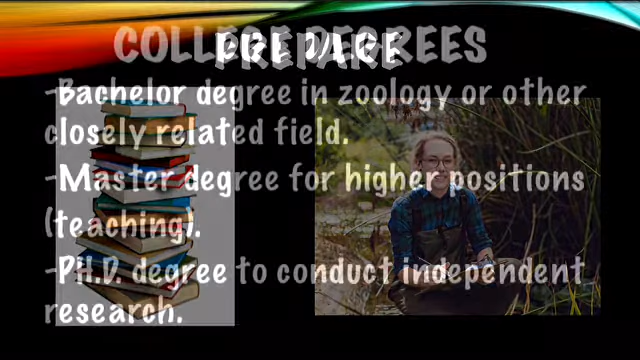 COLLEGE DEGREES
PREPARE
-Bachelor degree in zoology or other
closely related field.
-Master degree for higher positions
(teaching).
-PH.D. degree to conduct independent
research.